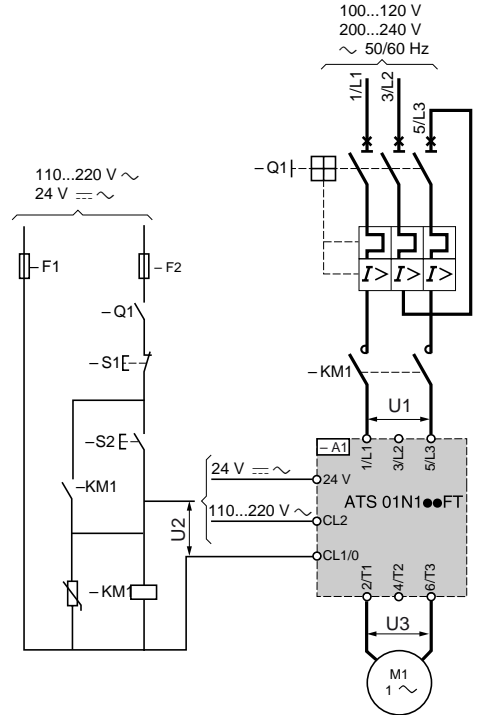 100...120 V
200...240 V
∼ 50/60 Hz
1/L1
3/L2
5/L3
– Q1
110...220 V ∼
24 V ⎓ ∼
– F1
– F2
– Q1
I >
I >
I >
– S1
– KM1
U1
– S2
– A1
1/L1
3/L2
5/L3
24 V ⎓ ∼
24 V
– KM1
ATS 01N1●●FT
110...220 V ∼
CL2
U2
CL1/0
2/T1
4/T2
6/T3
– KM1
U3
M1
1 ∼